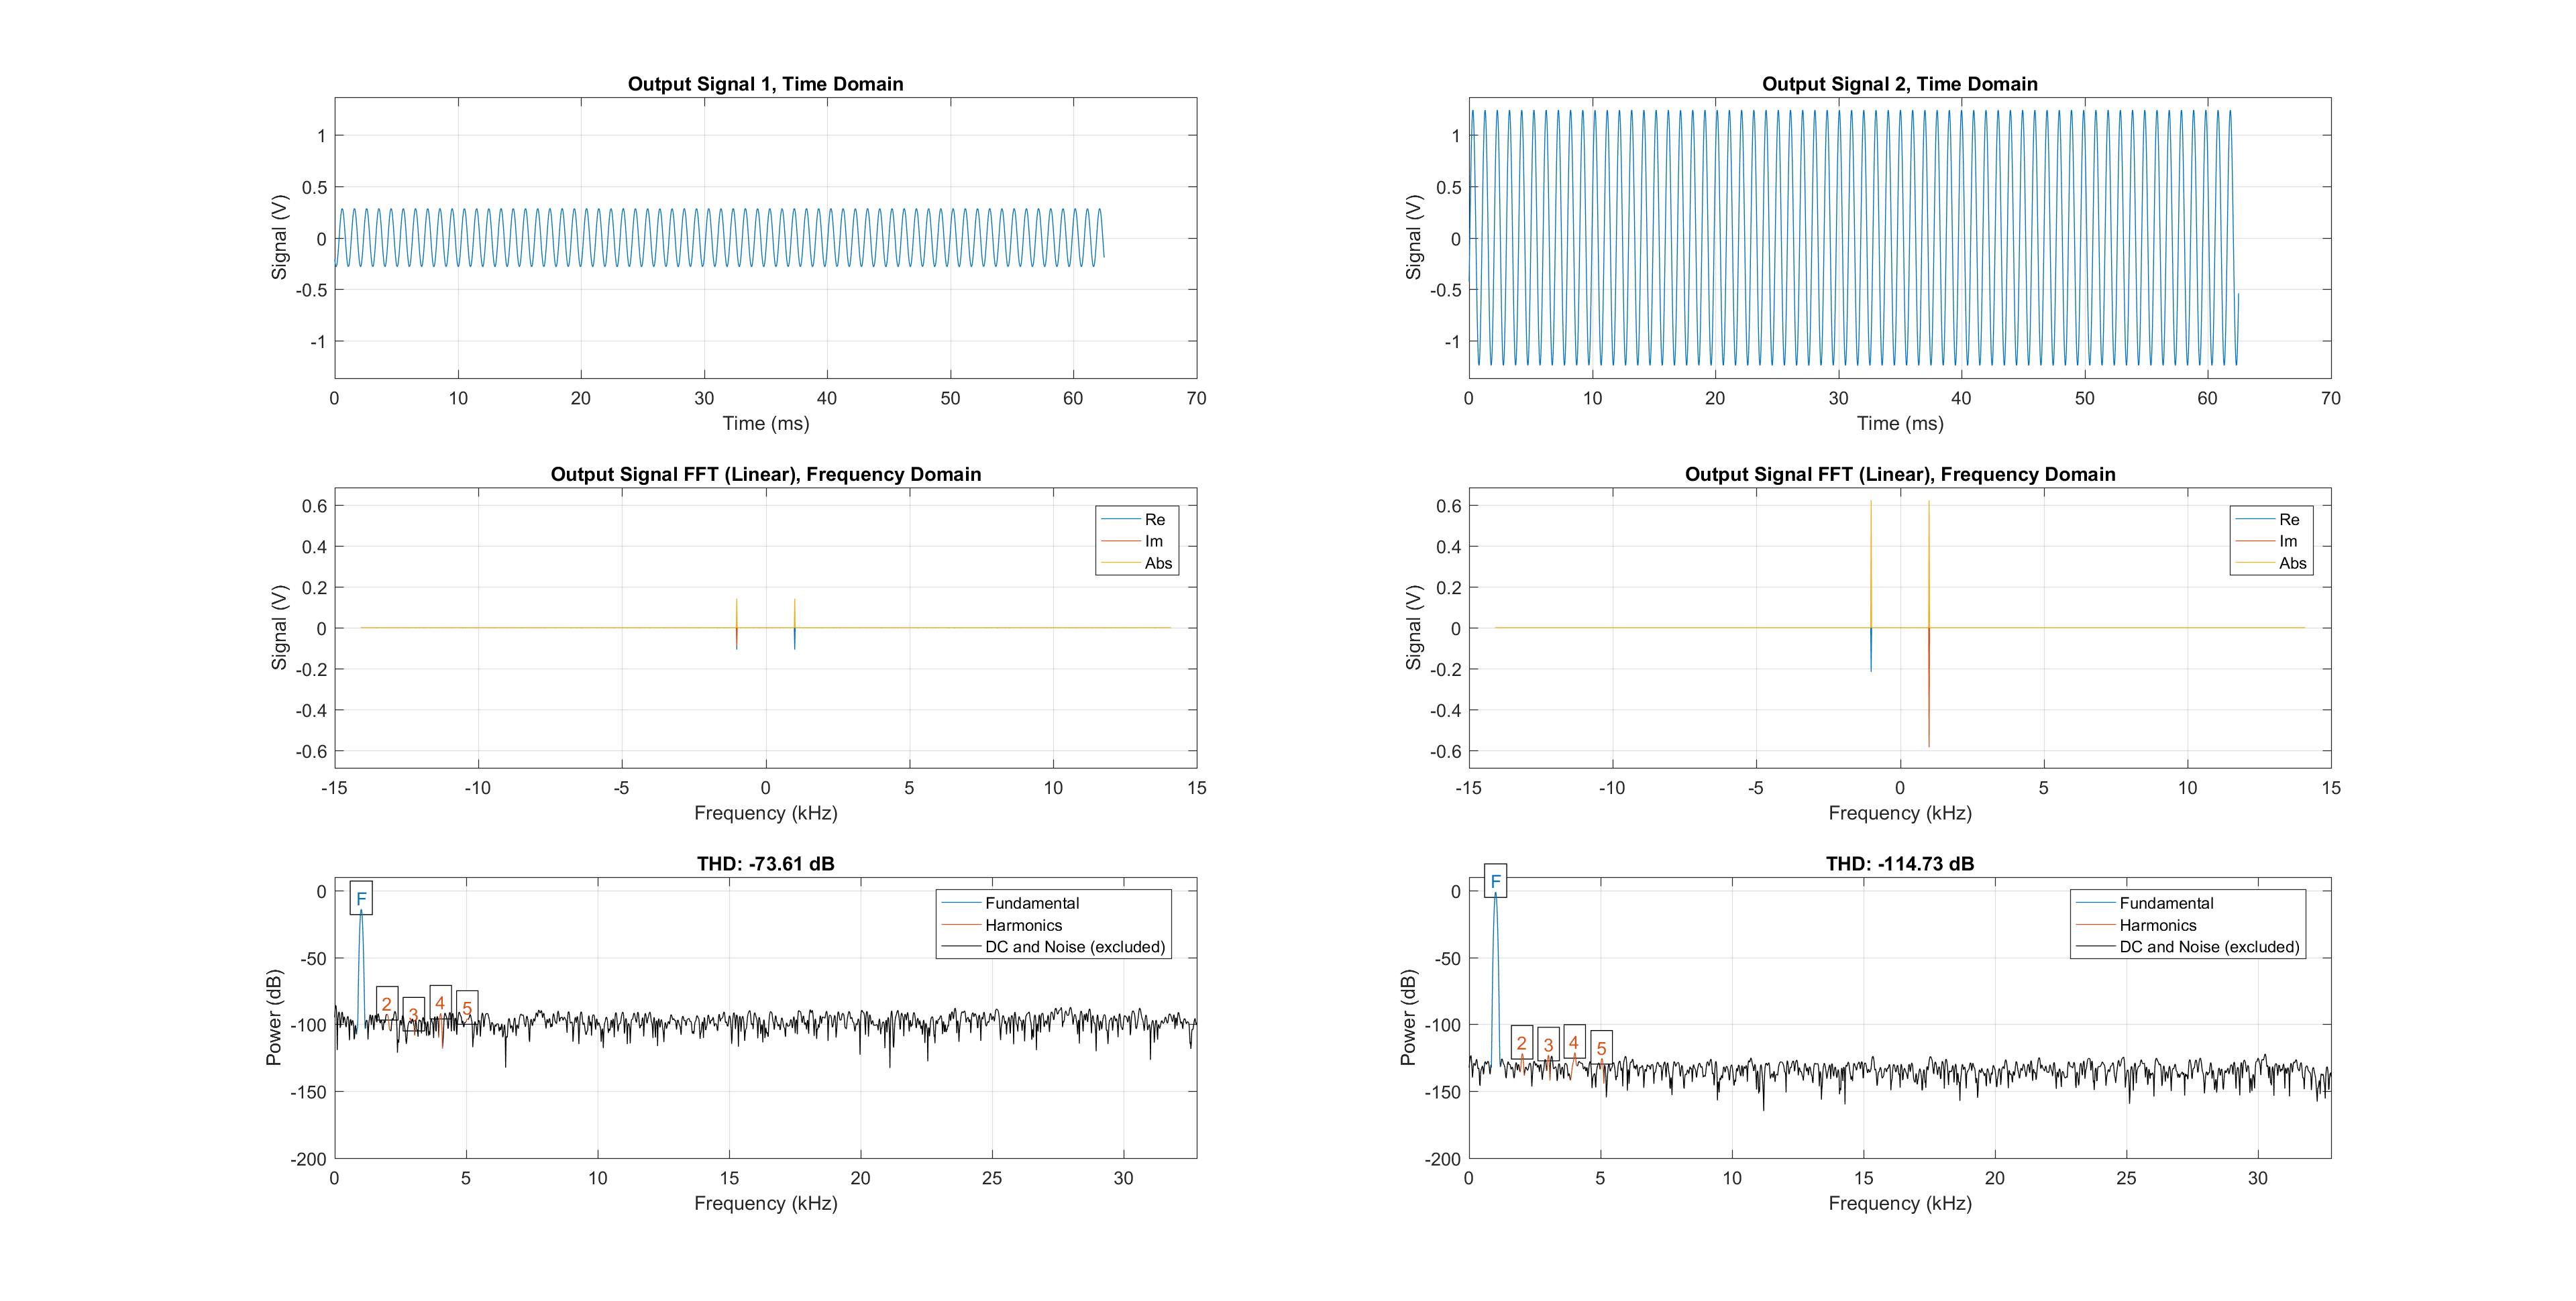 Output Signal 1, Time Domain
Signal (V)
1
0.5
0
-0.5
-1
0 10 20 30 40 50 60 70
Time (ms)
Output Signal 2, Time Domain
Signal (V)
1
0.5
0
-0.5
-1
0 10 20 30 40 50 60 70
Time (ms)
Output Signal FFT (Linear), Frequency Domain
Signal (V)
0.6
0.4
0.2
0
-0.2
-0.4
-0.6
Re
Im
Abs
-15 -10 -5 0 5 10 15
Frequency (kHz)
Output Signal FFT (Linear), Frequency Domain
Signal (V)
0.6
0.4
0.2
0
-0.2
-0.4
-0.6
Re
Im
Abs
-15 -10 -5 0 5 10 15
Frequency (kHz)
THD: -73.61 dB
Power (dB)
0
-50
-100
-150
-200
F
2 3 4 5
Fundamental
Harmonics
DC and Noise (excluded)
0 5 10 15 20 25 30
Frequency (kHz)
THD: -114.73 dB
Power (dB)
0
-50
-100
-150
-200
F
2 3 4 5
Fundamental
Harmonics
DC and Noise (excluded)
0 5 10 15 20 25 30
Frequency (kHz)